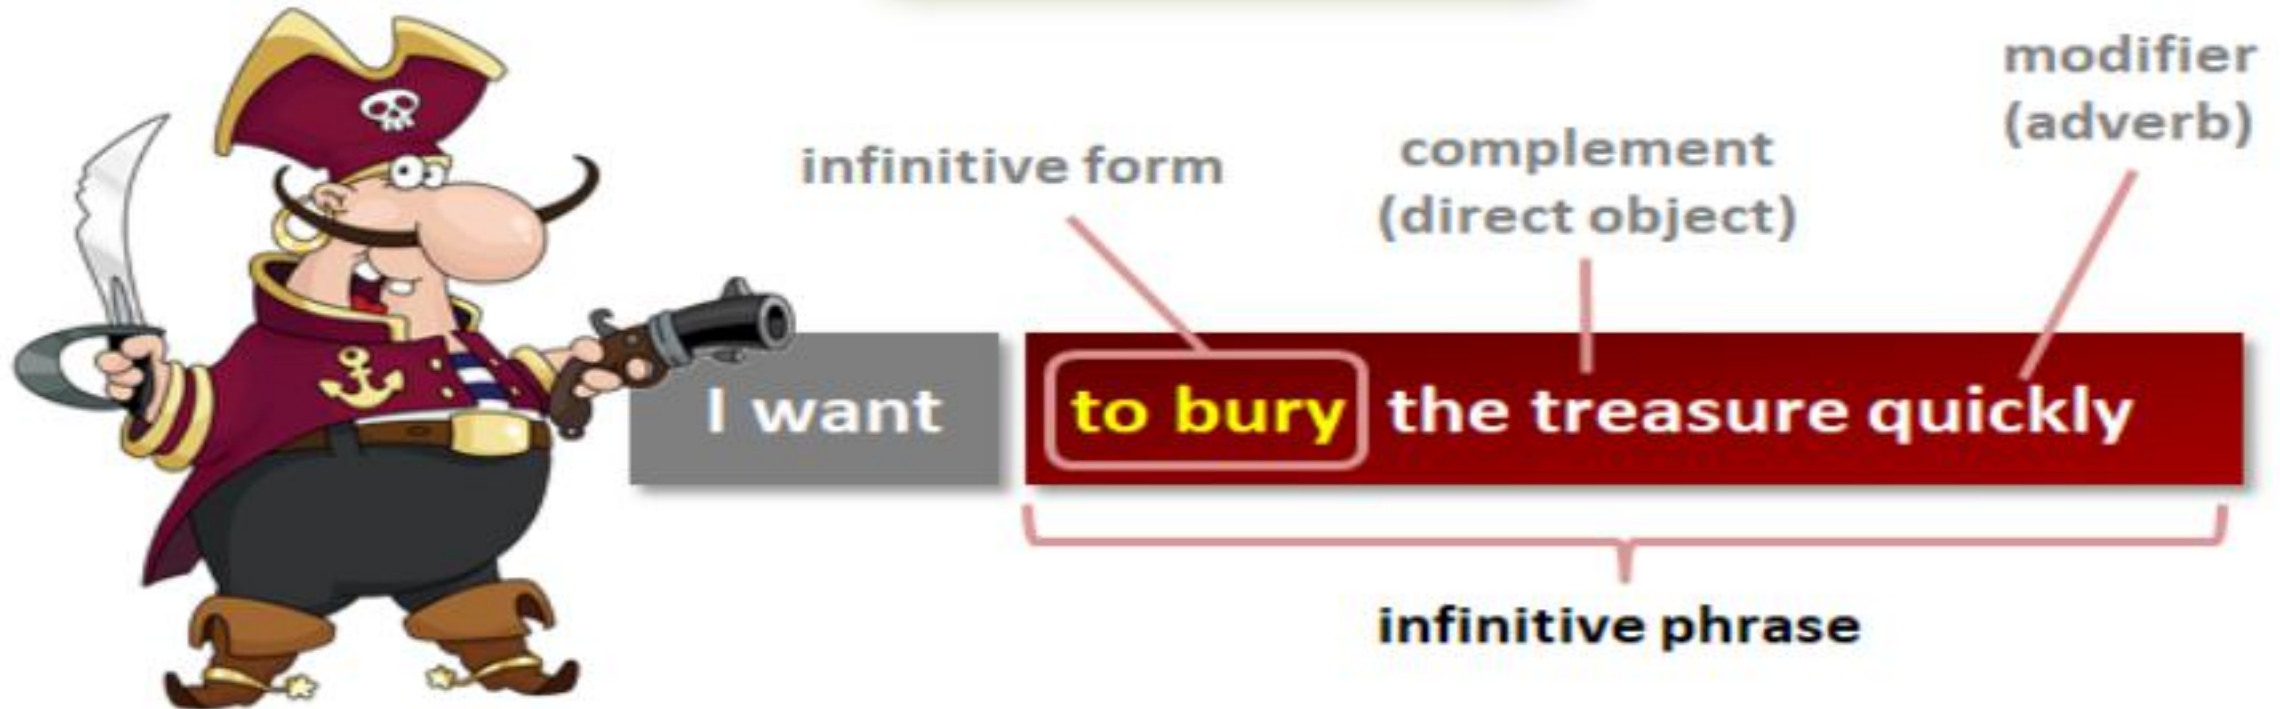 modifier
(adverb)
infinitive form
complement
(direct object)
I want to bury the treasure quickly
infinitive phrase